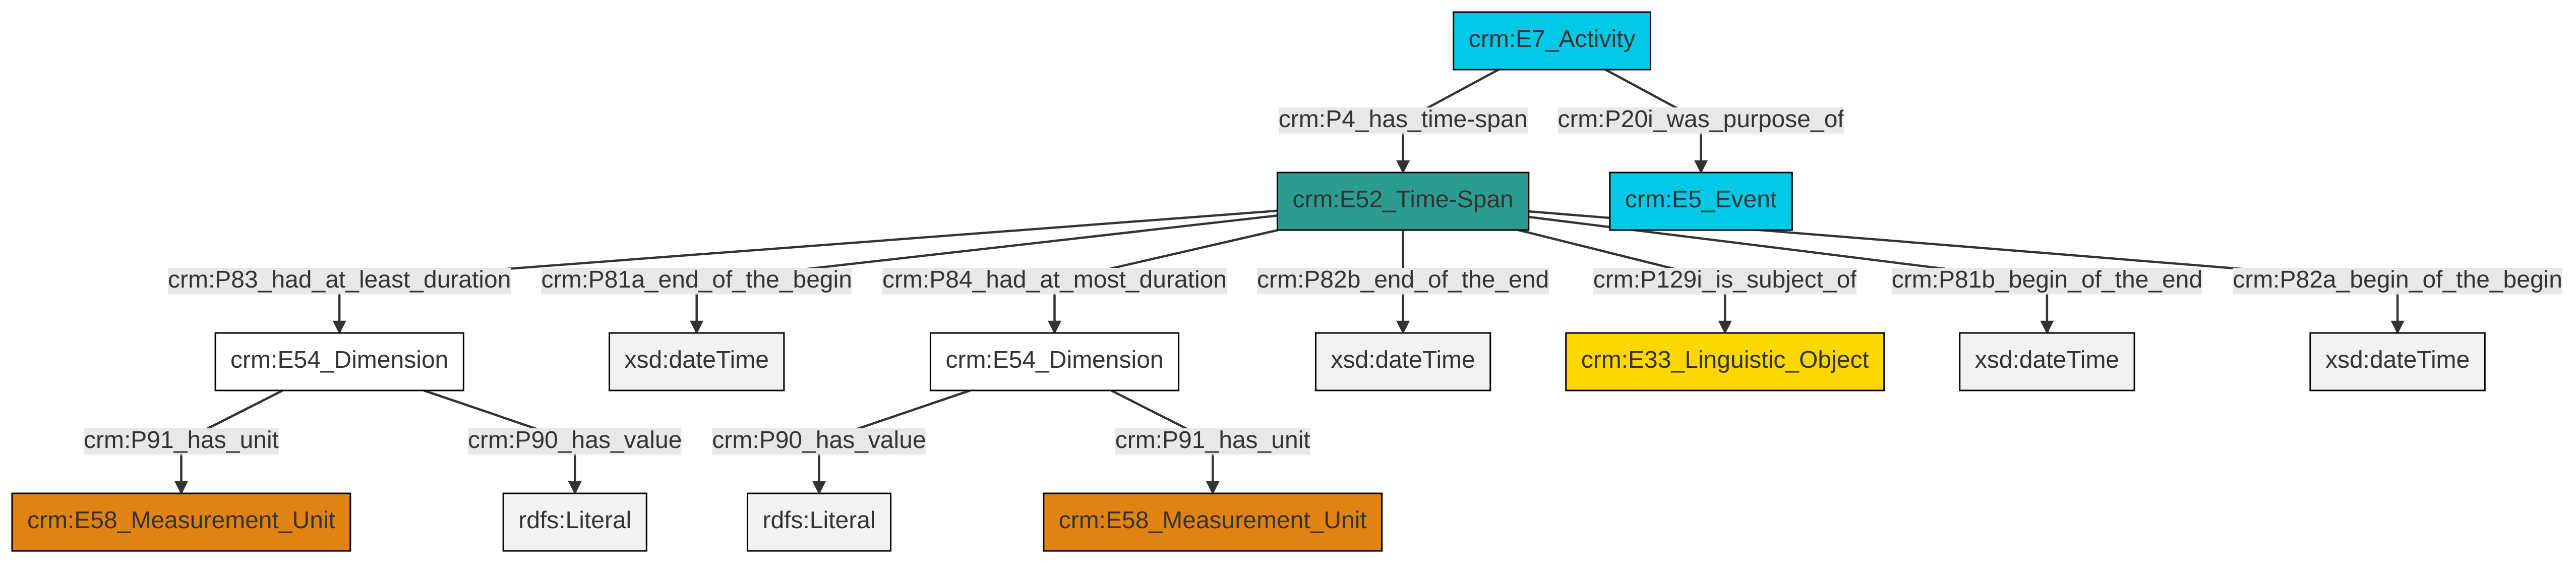 crm:E7_Activity
crm:P4_has_time-span
crm:P20i_was_purpose_of
crm:E52_Time-Span
crm:E5_Event
crm:P83_had_at_least_duration
crm:P81a_end_of_the_begin
crm:P84_had_at_most_duration
crm:P82b_end_of_the_end
crm:P129i_is_subject_of
crm:P81b_begin_of_the_end
crm:P82a_begin_of_the_begin
crm:E54_Dimension
xsd:dateTime
crm:E54_Dimension
xsd:dateTime
crm:E33_Linguistic_Object
xsd:dateTime
xsd:dateTime
crm:P91_has_unit
crm:P90_has_value
crm:P90_has_value
crm:P91_has_unit
crm:E58_Measurement_Unit
rdfs:Literal
rdfs:Literal
crm:E58_Measurement_Unit